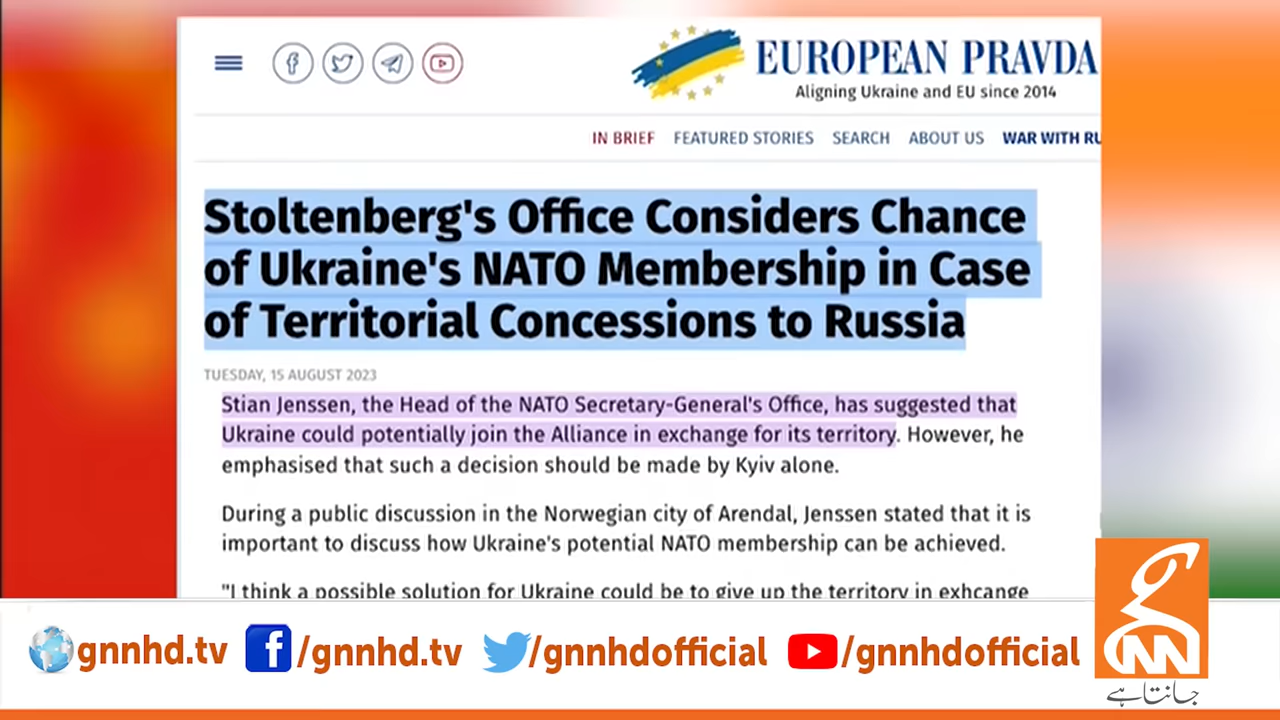 EUROPEAN PRAVDA
Aligning Ukraine and EU since 2014
IN BRIEF FEATURED STORIES SEARCH ABOUT US WAR WITH RU
Stoltenberg's Office Considers Chance
of Ukraine's NATO Membership in Case
of Territorial Concessions to Russia
TUESDAY, 15 AUGUST 2023
Stian Jenssen, the Head of the NATO Secretary-General's Office, has suggested that
Ukraine could potentially join the Alliance in exchange for its territory. However, he
emphasised that such a decision should be made by Kyiv alone.
During a public discussion in the Norwegian city of Arendal, Jenssen stated that it is
important to discuss how Ukraine's potential NATO membership can be achieved.
"I think a possible solution for Ukraine could be to give up the territory in exhcange
gnnhd.tv /gnnhd.tv /gnnhdofficial /gnnhdofficial
GNN
جانتا ہے